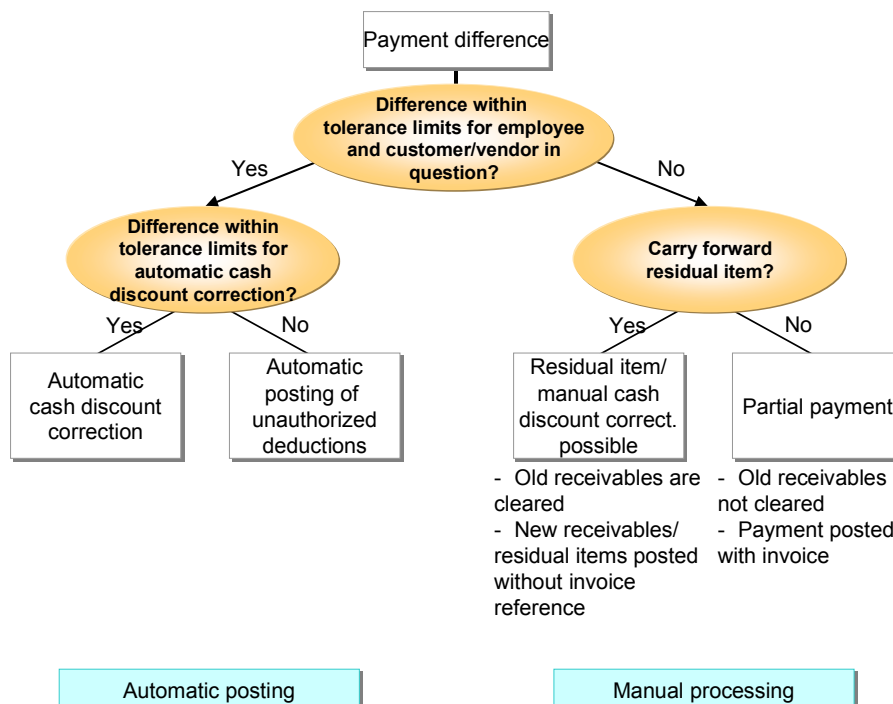 Payment difference
Difference within
tolerance limits for employee
and customer/vendor in
question?
Yes
No
Difference within
tolerance limits for
automatic cash
discount correction?
Carry forward
residual item?
Yes
No
Yes
No
Automatic
cash discount
correction
Automatic
posting of
unauthorized
deductions
Residual item/
manual cash
discount correct.
possible
Partial payment
- Old receivables are
cleared
- New receivables/
residual items posted
without invoice
reference
- Old receivables
not cleared
- Payment posted
with invoice
Automatic posting
Manual processing